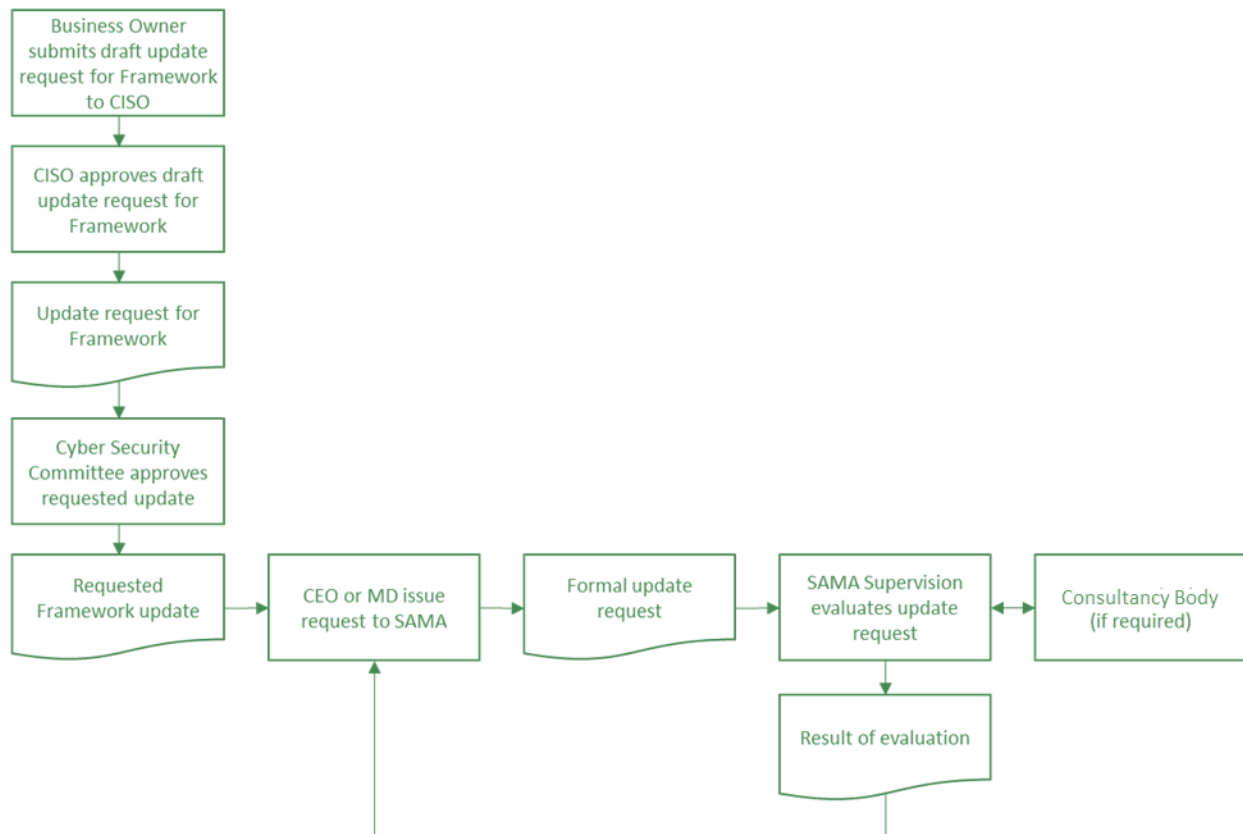 Business Owner
submits draft update
request for Framework
to CISO
CISO approves draft
update request for
Framework
Update request for
Framework
Cyber Security
Committee approves
requested update
Requested
Framework update
CEO or MD issue
request to SAMA
Formal update
request
SAMA Supervision
evaluates update
request
Consultancy Body
(if required)
Result of evaluation